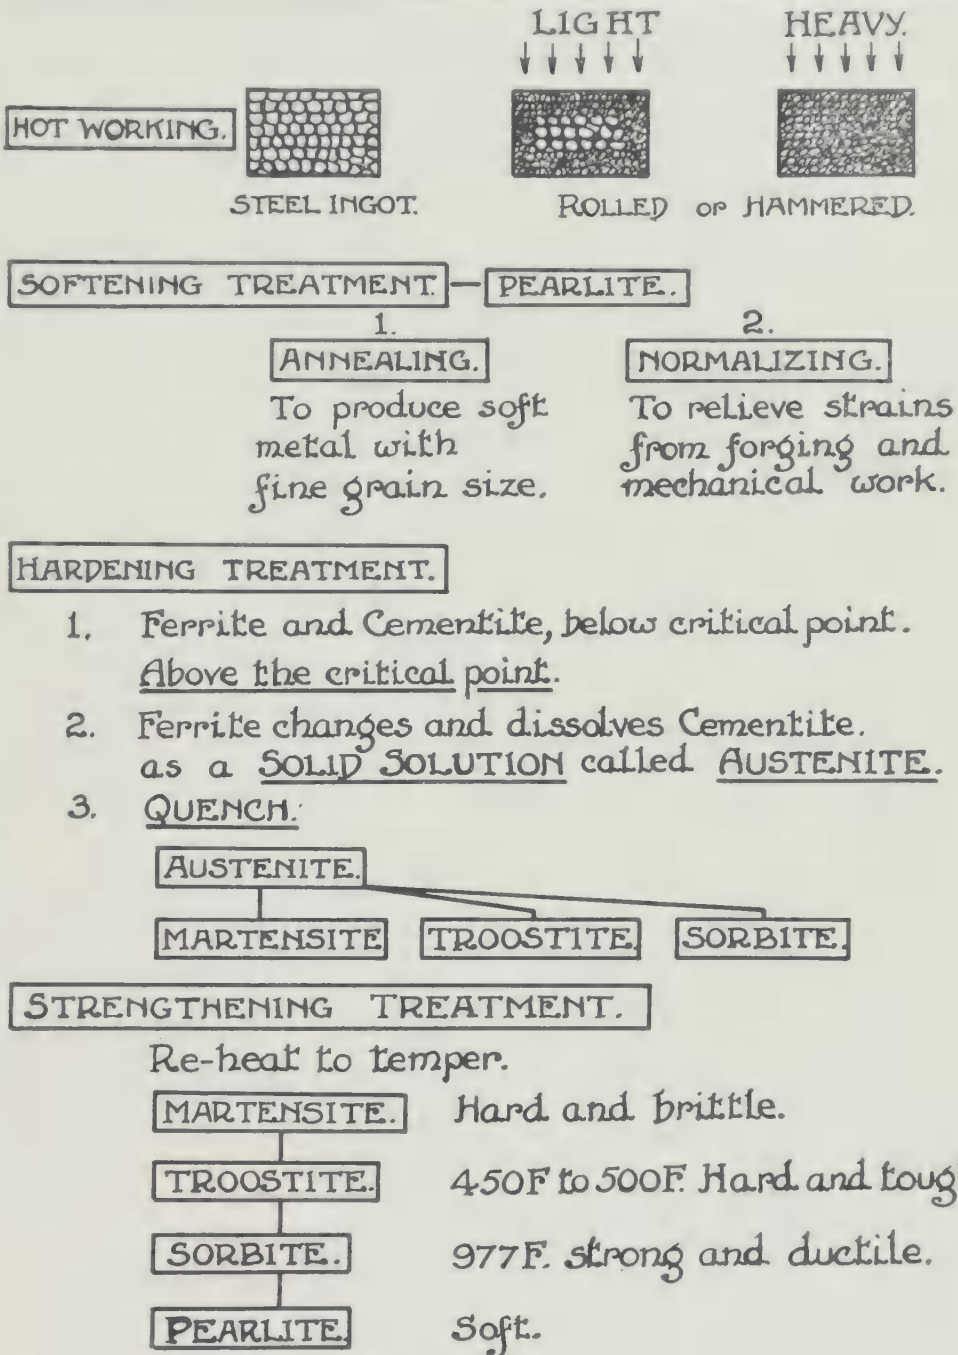 LIGHT HEAVY.
HOT WORKING.
STEEL INGOT. ROLLED or HAMMERED.
SOFTENING TREATMENT. PEARLITE.
1. 2.
ANNEALING. NORMALIZING.
To produce soft To relieve strains
metal with from forging and
fine grain size. mechanical work.
HARDENING TREATMENT.
1. Ferrite and Cementite, below critical point.
Above the critical point.
2. Ferrite changes and dissolves Cementite.
as a SOLID SOLUTION called AUSTENITE.
3. QUENCH.
AUSTENITE.
MARTENSITE TROOSTITE. SORBITE.
STRENGTHENING TREATMENT.
Re-heat to temper.
MARTENSITE. Hard and brittle.
TROOSTITE. 450F to 500F. Hard and toug
SORBITE. 977F. strong and ductile.
PEARLITE. Soft.